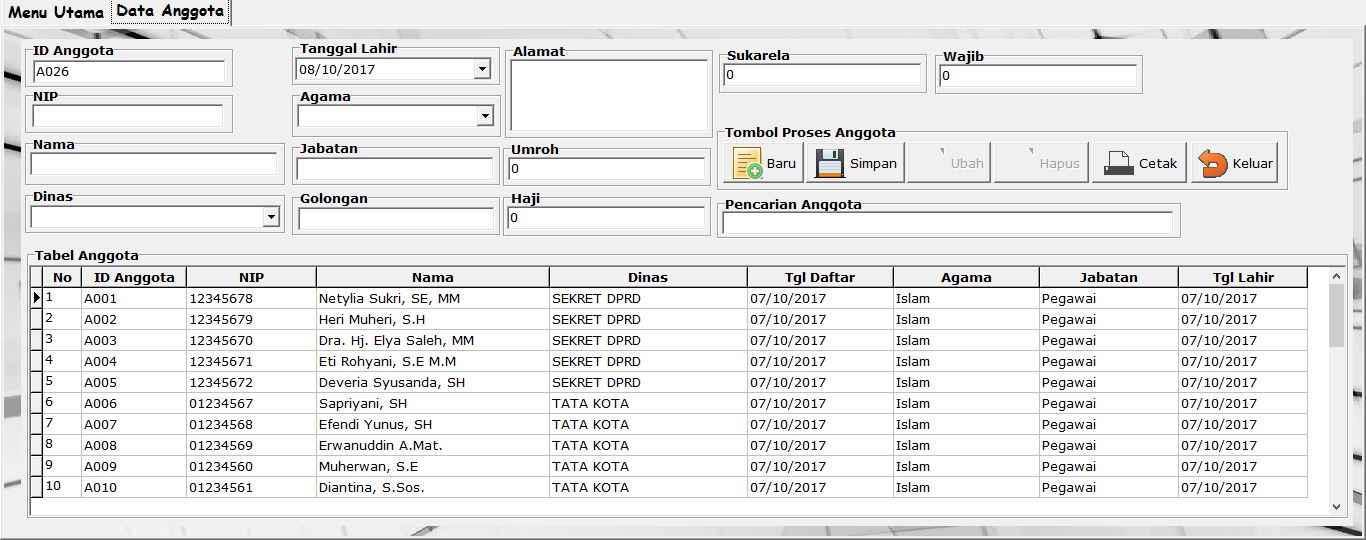 Menu Utama Data Anggota
ID Anggota
A026
NIP
Nama
Dinas
Tanggal Lahir
08/10/2017
Agama
Jabatan
Golongan
Alamat
Umroh
0
Haji
0
Sukarela
0
Wajib
0
Tombol Proses Anggota
Baru Simpan Ubah Hapus Cetak Keluar
Pencarian Anggota
Tabel Anggota
No ID Anggota NIP Nama Dinas Tgl Daftar Agama Jabatan Tgl Lahir
1 A001 12345678 Netylia Sukri, SE, MM SEKRET DPRD 07/10/2017 Islam Pegawai 07/10/2017
2 A002 12345679 Heri Muheri, S.H SEKRET DPRD 07/10/2017 Islam Pegawai 07/10/2017
3 A003 12345670 Dra. Hj. Elya Saleh, MM SEKRET DPRD 07/10/2017 Islam Pegawai 07/10/2017
4 A004 12345671 Eti Rohyani, S.E M.M SEKRET DPRD 07/10/2017 Islam Pegawai 07/10/2017
5 A005 12345672 Deveria Syusanda, SH SEKRET DPRD 07/10/2017 Islam Pegawai 07/10/2017
6 A006 01234567 Sapriyani, SH TATA KOTA 07/10/2017 Islam Pegawai 07/10/2017
7 A007 01234568 Efendi Yunus, SH TATA KOTA 07/10/2017 Islam Pegawai 07/10/2017
8 A008 01234569 Erwanuddin A.Mat. TATA KOTA 07/10/2017 Islam Pegawai 07/10/2017
9 A009 01234560 Muherwan, S.E TATA KOTA 07/10/2017 Islam Pegawai 07/10/2017
10 A010 01234561 Diantina, S.Sos. TATA KOTA 07/10/2017 Islam Pegawai 07/10/2017